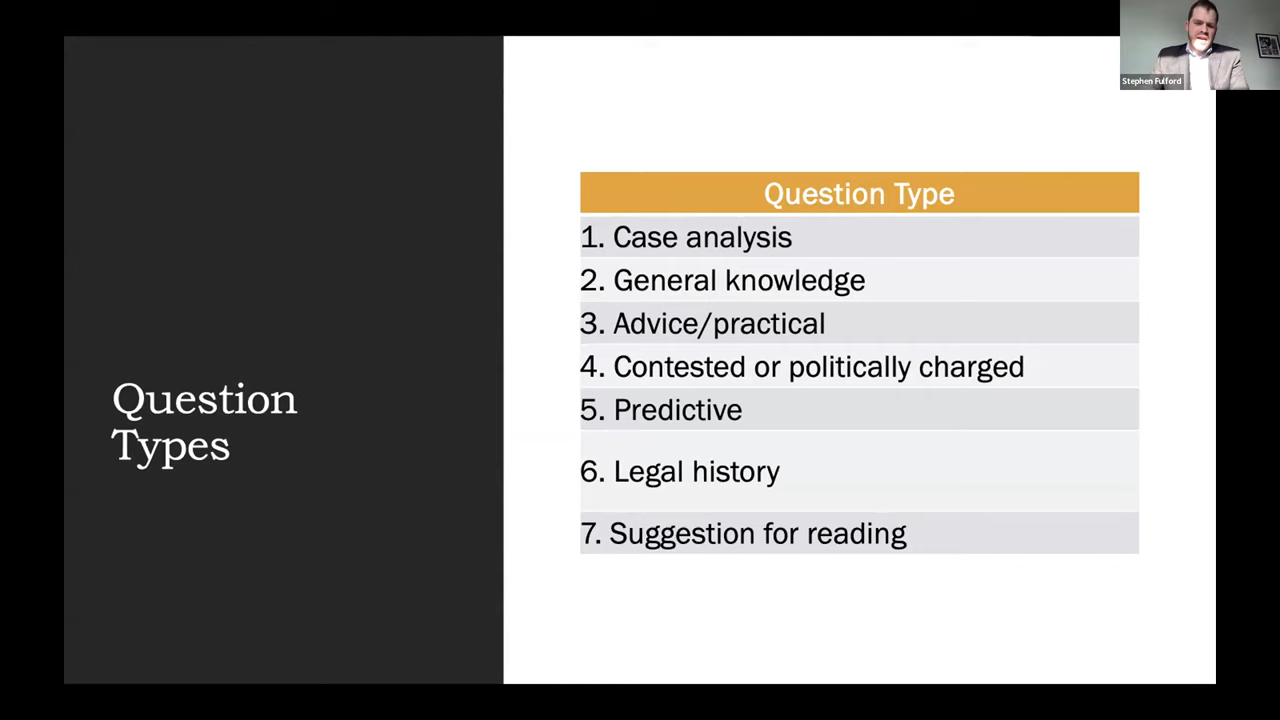 Stephen Fulford
Question
Types
Question Type
1. Case analysis
2. General knowledge
3. Advice/practical
4. Contested or politically charged
5. Predictive
6. Legal history
7. Suggestion for reading